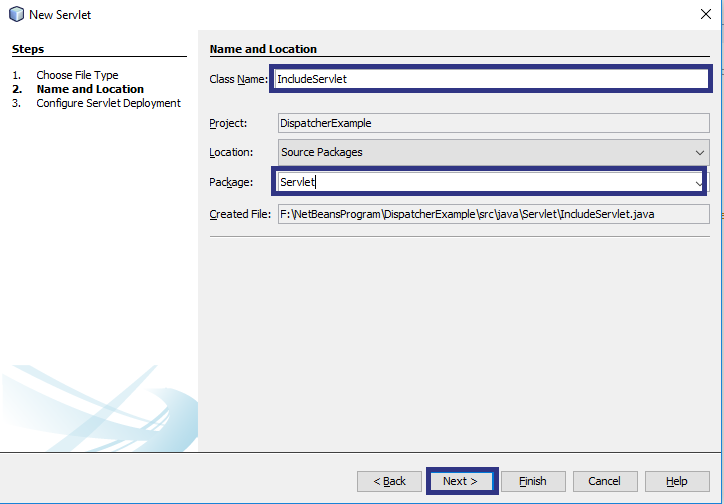 New Servlet
Steps
1. Choose File Type
2. Name and Location
3. Configure Servlet Deployment
Name and Location
Class Name: IncludeServlet
Project: DispatcherExample
Location: Source Packages
Package: Servlet
Created File: F:\NetBeansProgram\DispatcherExample\src\java\Servlet\IncludeServlet.java
< Back Next > Finish Cancel Help